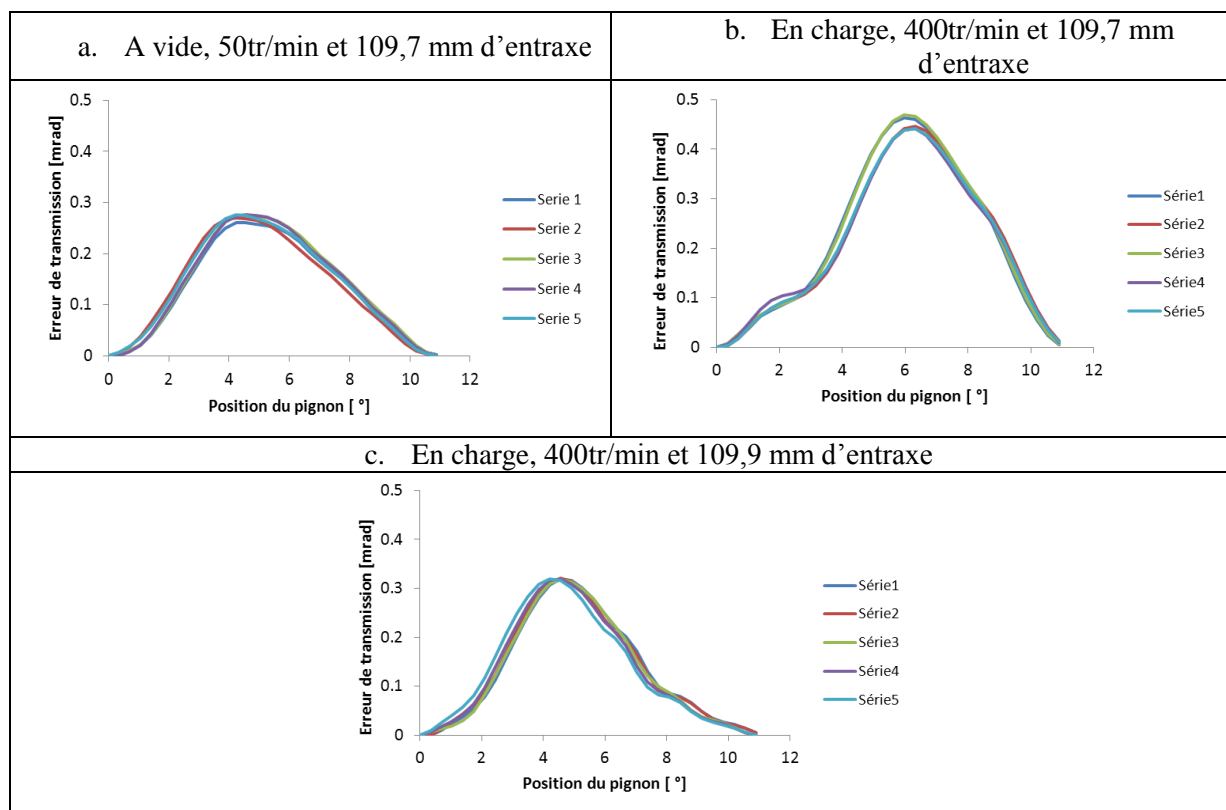 a. A vide, 50tr/min et 109,7 mm d’entraxe
b. En charge, 400tr/min et 109,7 mm
d’entraxe
Erreur de transmission [mrad]
0.5
0.4
0.3
0.2
0.1
0
0 2 4 6 8 10 12
Position du pignon [ °]
Serie 1
Serie 2
Serie 3
Serie 4
Serie 5
Erreur de transmission [mrad]
0.5
0.4
0.3
0.2
0.1
0
0 2 4 6 8 10 12
Position du pignon [ °]
Série1
Série2
Série3
Série4
Série5
c. En charge, 400tr/min et 109,9 mm d’entraxe
Erreur de transmission [mrad]
0.5
0.4
0.3
0.2
0.1
0
0 2 4 6 8 10 12
Position du pignon [ °]
Série1
Série2
Série3
Série4
Série5